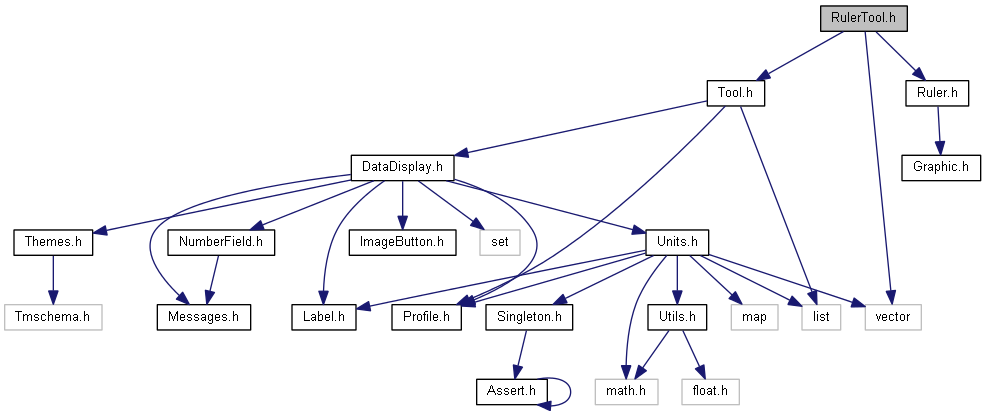 RulerTool.h
Tool.h
Ruler.h
DataDisplay.h
Graphic.h
Themes.h
NumberField.h
ImageButton.h
set
Units.h
Tmschema.h
Messages.h
Label.h
Profile.h
Singleton.h
Utils.h
map
list
vector
Assert.h
math.h
float.h